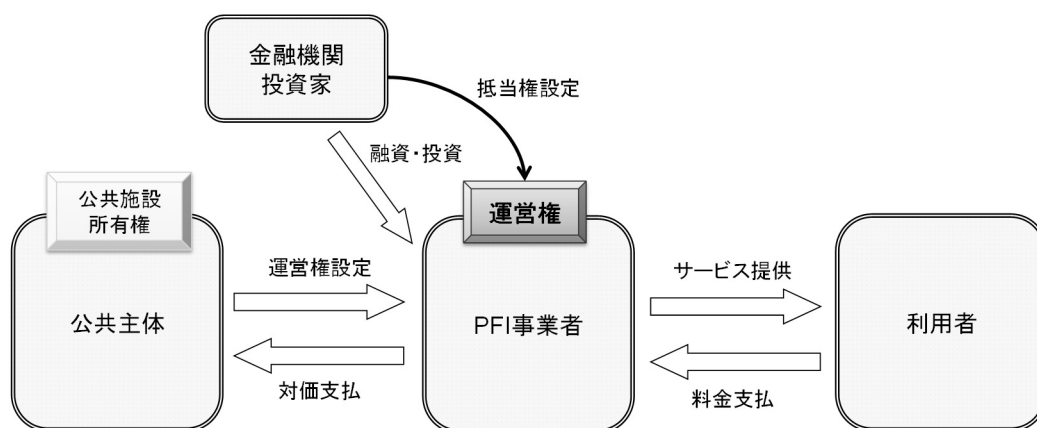 金融機関
投資家
抵当権設定
融資・投資
公共施設
所有権
運営権
運営権設定
サービス提供
公共主体
PFI事業者
利用者
対価支払
料金支払